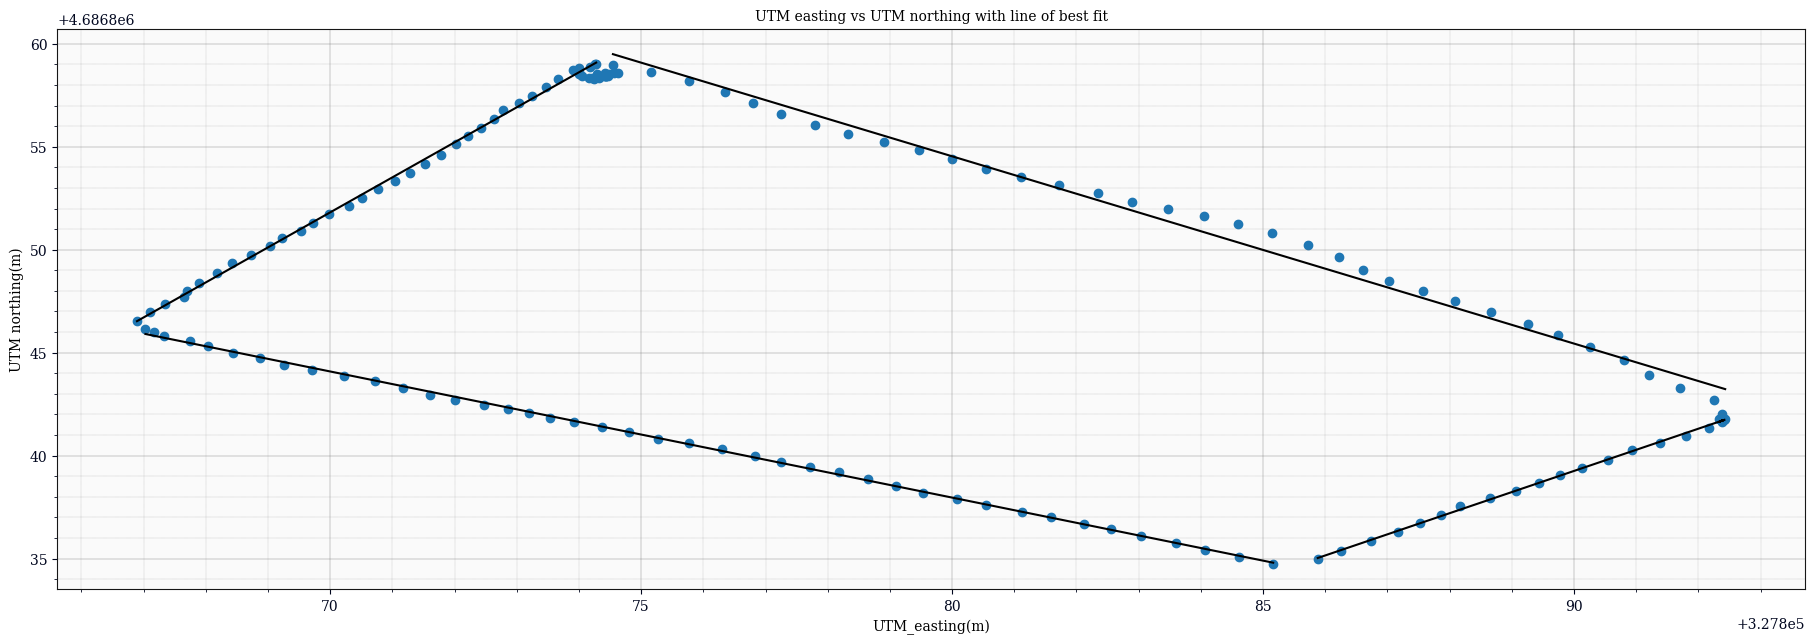 UTM easting vs UTM northing with line of best fit
+4.6868e6
60
55
50
45
40
35
UTM northing(m)
70 75 80 85 90
UTM_easting(m)
+3.278e5